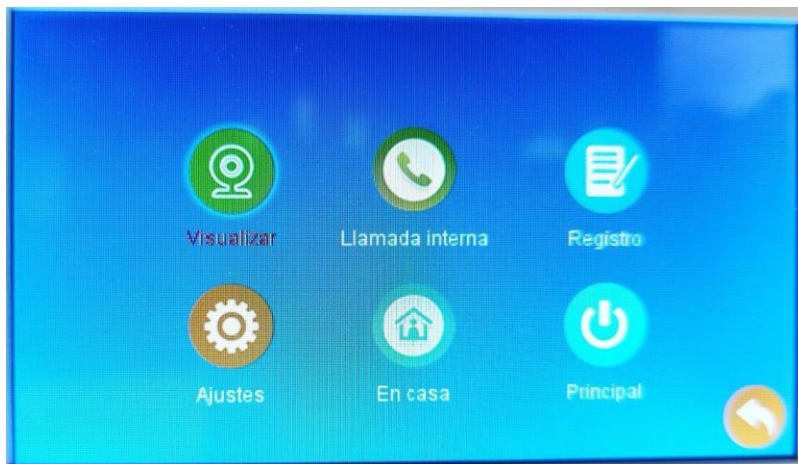 Visualizar
Llamada interna
Registro
Ajustes
En casa
Principal